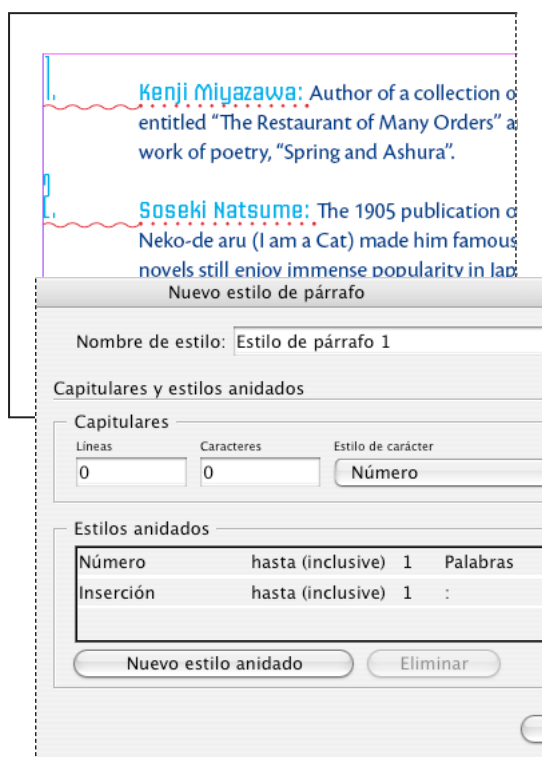 1.
Kenji Miyazawa: Author of a collection o
entitled “The Restaurant of Many Orders” a
work of poetry, “Spring and Ashura”.
2.
Soseki Natsume: The 1905 publication o
Neko-de aru (I am a Cat) made him famous
novels still enjoy immense popularity in Jap
Nuevo estilo de párrafo
Nombre de estilo: Estilo de párrafo 1
Capitulares y estilos anidados
Capitulares
Líneas Caracteres Estilo de carácter
0 0 Número
Estilos anidados
Número hasta (inclusive) 1 Palabras
Inserción hasta (inclusive) 1 :
Nuevo estilo anidado Eliminar